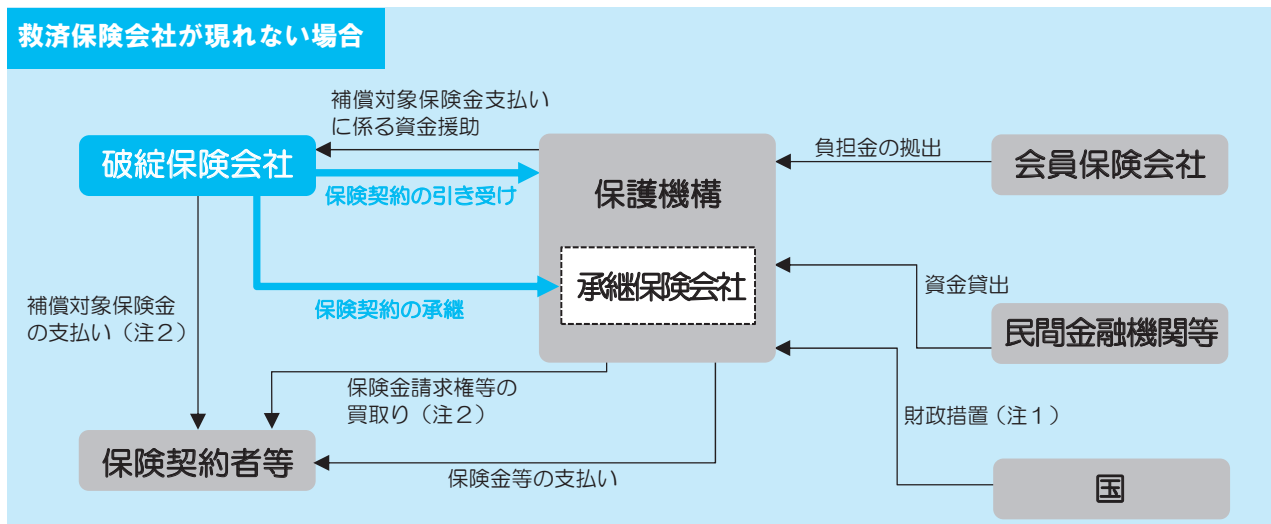 救済保険会社が現れない場合
補償対象保険金支払い
に係る資金援助
破綻保険会社
保険契約の引き受け
保護機構
負担金の拠出
会員保険会社
承継保険会社
保険契約の承継
補償対象保険金
の支払い（注２）
資金貸出
民間金融機関等
保険金請求権等の
買取り（注２）
財政措置（注１）
保険契約者等
保険金等の支払い
国